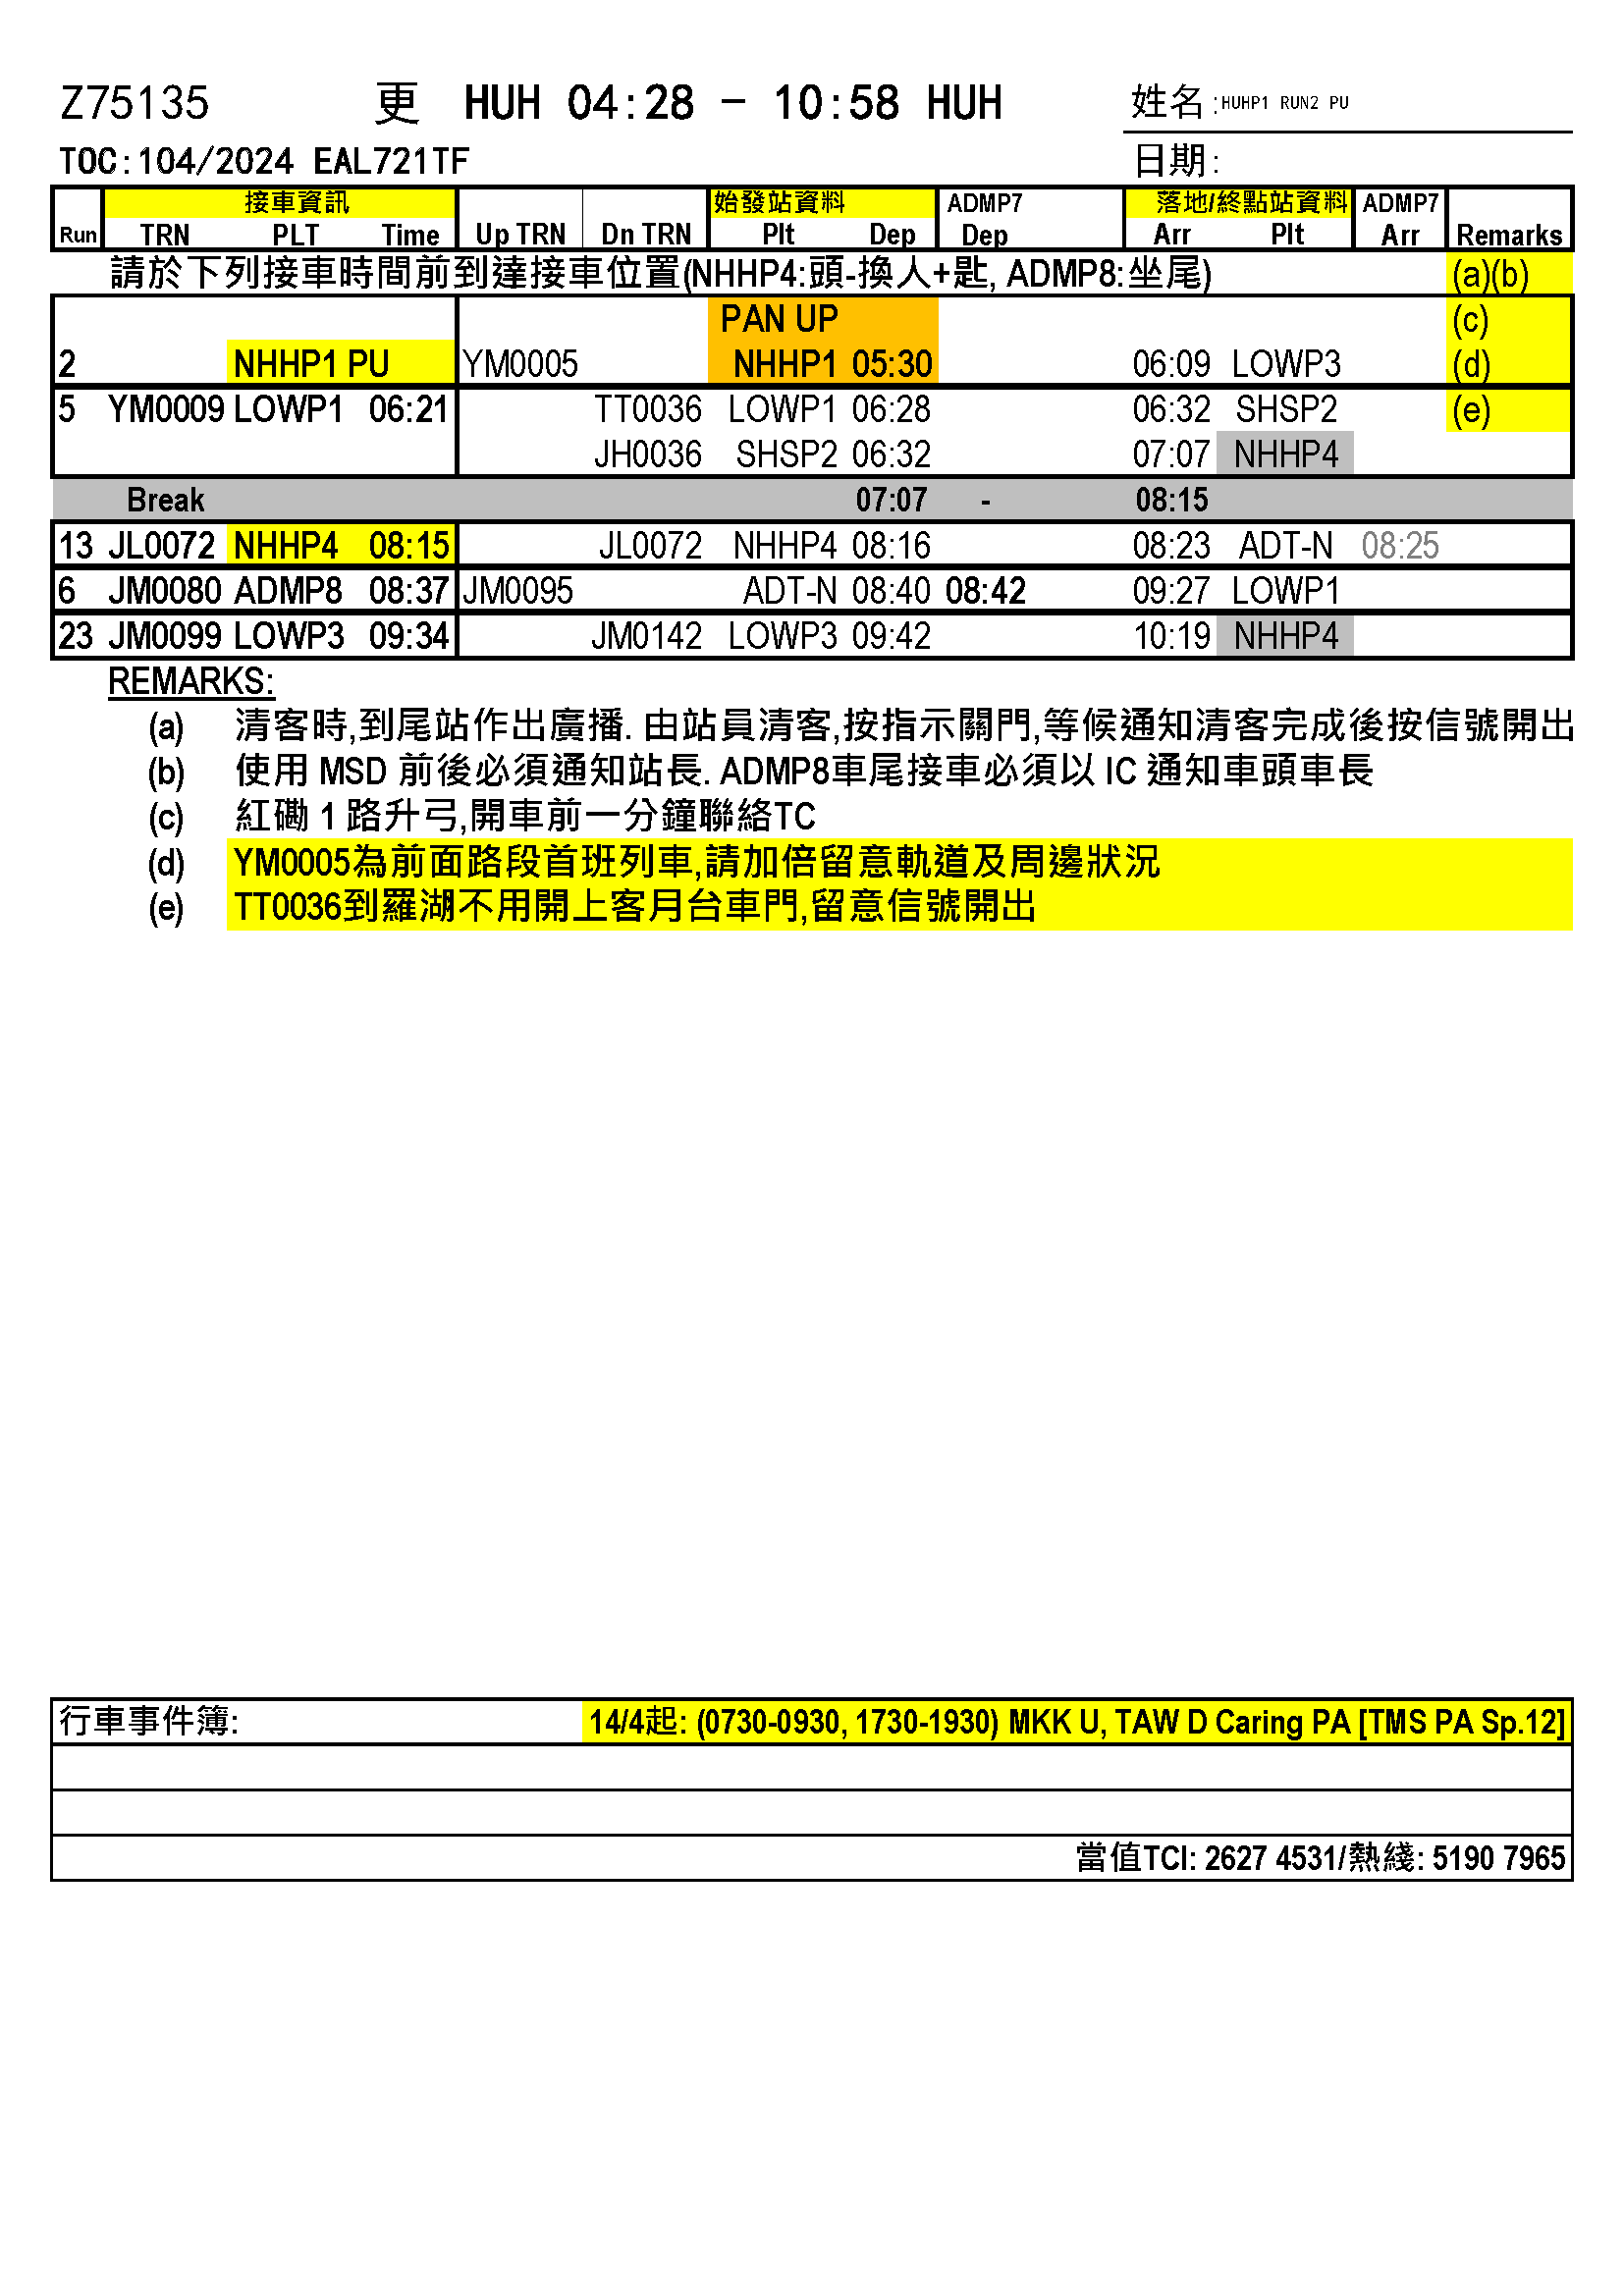 Z75135 更 HUH 04:28 - 10:58 HUH 姓名:HUHP1 RUN2 PU
TOC:104/2024 EAL721TF 日期:
接車資訊 始發站資料 ADMP7 落地/終點站資料 ADMP7
Run TRN PLT Time Up TRN Dn TRN Plt Dep Dep Arr Plt Arr Remarks
請於下列接車時間前到達接車位置(NHHP4:頭-換人+匙, ADMP8:坐尾) (a)(b)
PAN UP (c)
2 NHHP1 PU YM0005 NHHP1 05:30 06:09 LOWP3 (d)
5 YM0009 LOWP1 06:21 TT0036 LOWP1 06:28 06:32 SHSP2 (e)
JH0036 SHSP2 06:32 07:07 NHHP4
Break 07:07 - 08:15
13 JL0072 NHHP4 08:15 JL0072 NHHP4 08:16 08:23 ADT-N 08:25
6 JM0080 ADMP8 08:37 JM0095 ADT-N 08:40 08:42 09:27 LOWP1
23 JM0099 LOWP3 09:34 JM0142 LOWP3 09:42 10:19 NHHP4
REMARKS:
(a) 清客時,到尾站作出廣播. 由站員清客,按指示關門,等候通知清客完成後按信號開出
(b) 使用 MSD 前後必須通知站長. ADMP8車尾接車必須以 IC 通知車頭車長
(c) 紅磡 1 路升弓,開車前一分鐘聯絡TC
(d) YM0005為前面路段首班列車,請加倍留意軌道及周邊狀況
(e) TT0036到羅湖不用開上客月台車門,留意信號開出
行車事件簿: 14/4起: (0730-0930, 1730-1930) MKK U, TAW D Caring PA [TMS PA Sp.12]
當值TCI: 2627 4531/熱綫: 5190 7965